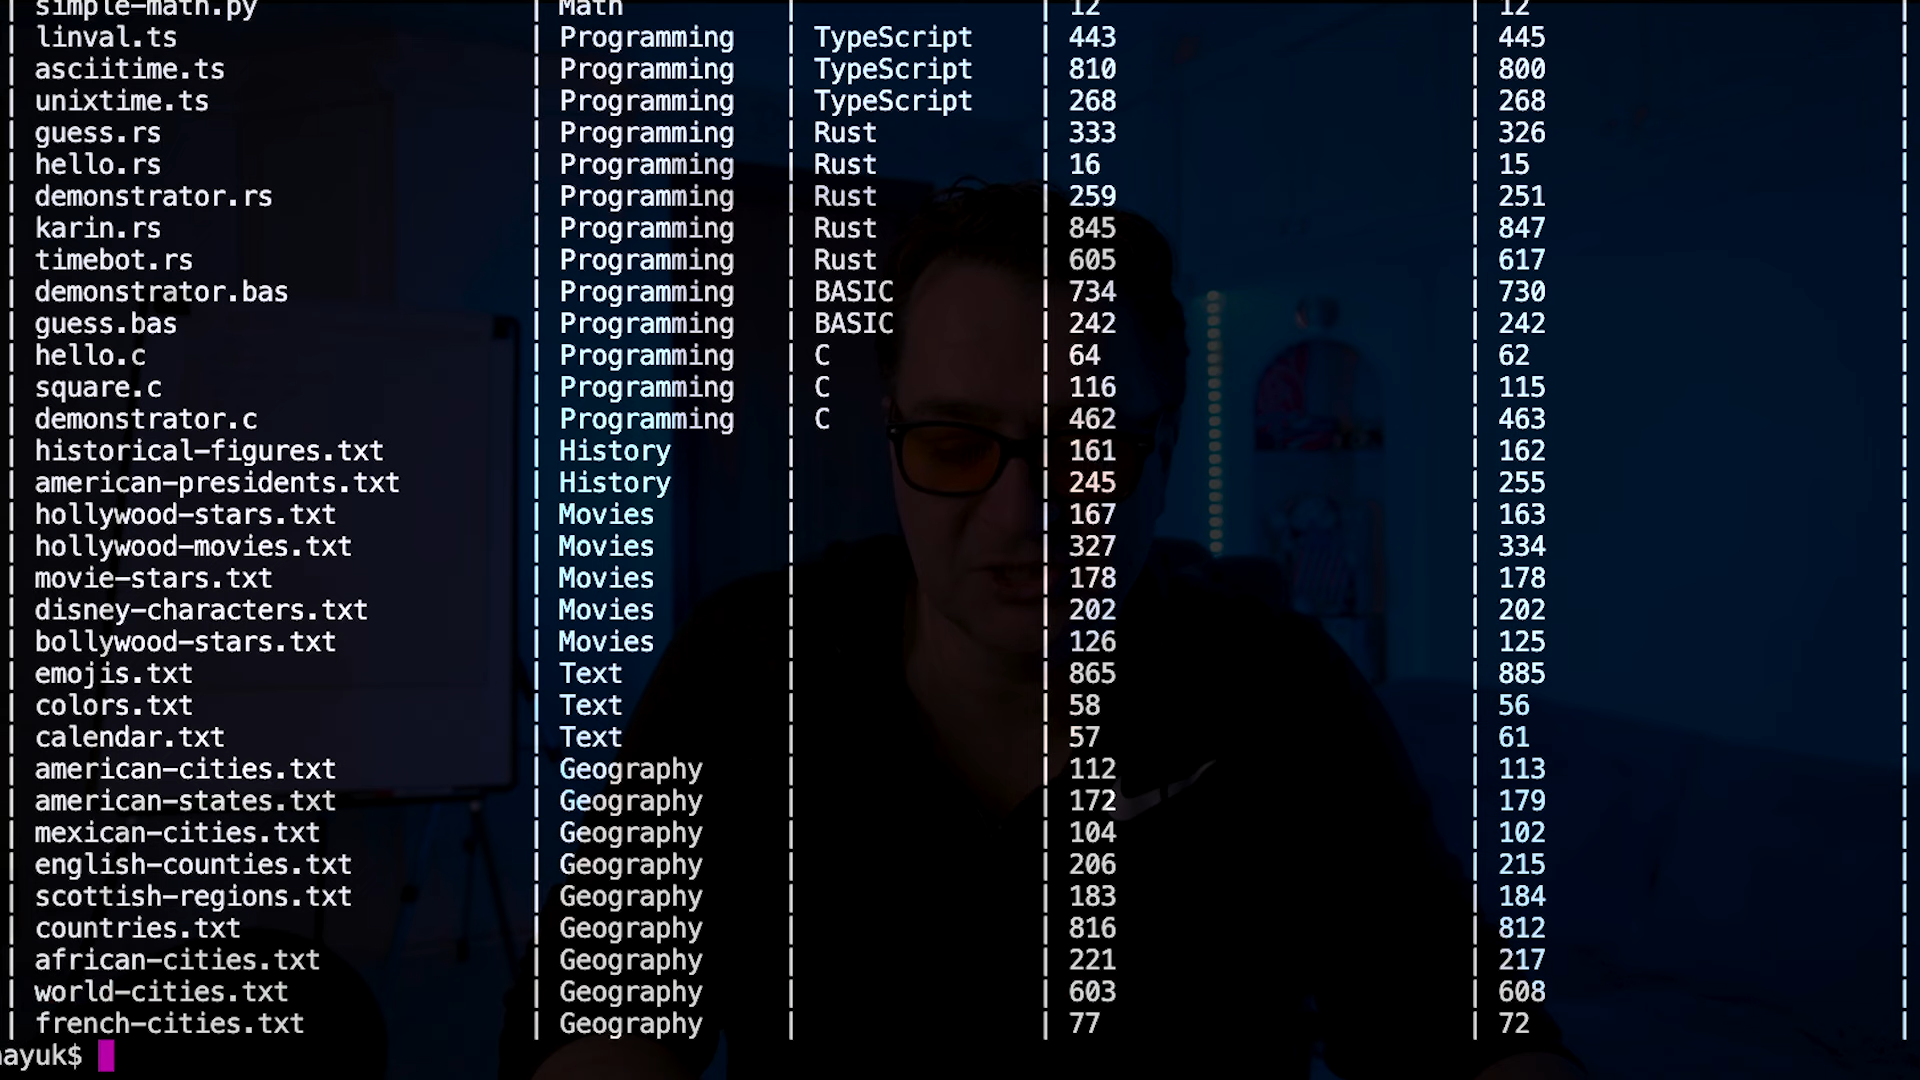 | simple-math.py | Math | | 12 | 12 |
| linval.ts | Programming | TypeScript | 443 | 445 |
| asciitime.ts | Programming | TypeScript | 810 | 800 |
| unixtime.ts | Programming | TypeScript | 268 | 268 |
| guess.rs | Programming | Rust | 333 | 326 |
| hello.rs | Programming | Rust | 16 | 15 |
| demonstrator.rs | Programming | Rust | 259 | 251 |
| karin.rs | Programming | Rust | 845 | 847 |
| timebot.rs | Programming | Rust | 605 | 617 |
| demonstrator.bas | Programming | BASIC | 734 | 730 |
| guess.bas | Programming | BASIC | 242 | 242 |
| hello.c | Programming | C | 64 | 62 |
| square.c | Programming | C | 116 | 115 |
| demonstrator.c | Programming | C | 462 | 463 |
| historical-figures.txt | History | | 161 | 162 |
| american-presidents.txt | History | | 245 | 255 |
| hollywood-stars.txt | Movies | | 167 | 163 |
| hollywood-movies.txt | Movies | | 327 | 334 |
| movie-stars.txt | Movies | | 178 | 178 |
| disney-characters.txt | Movies | | 202 | 202 |
| bollywood-stars.txt | Movies | | 126 | 125 |
| emojis.txt | Text | | 865 | 885 |
| colors.txt | Text | | 58 | 56 |
| calendar.txt | Text | | 57 | 61 |
| american-cities.txt | Geography | | 112 | 113 |
| american-states.txt | Geography | | 172 | 179 |
| mexican-cities.txt | Geography | | 104 | 102 |
| english-counties.txt | Geography | | 206 | 215 |
| scottish-regions.txt | Geography | | 183 | 184 |
| countries.txt | Geography | | 816 | 812 |
| african-cities.txt | Geography | | 221 | 217 |
| world-cities.txt | Geography | | 603 | 608 |
| french-cities.txt | Geography | | 77 | 72 |
ayuk$